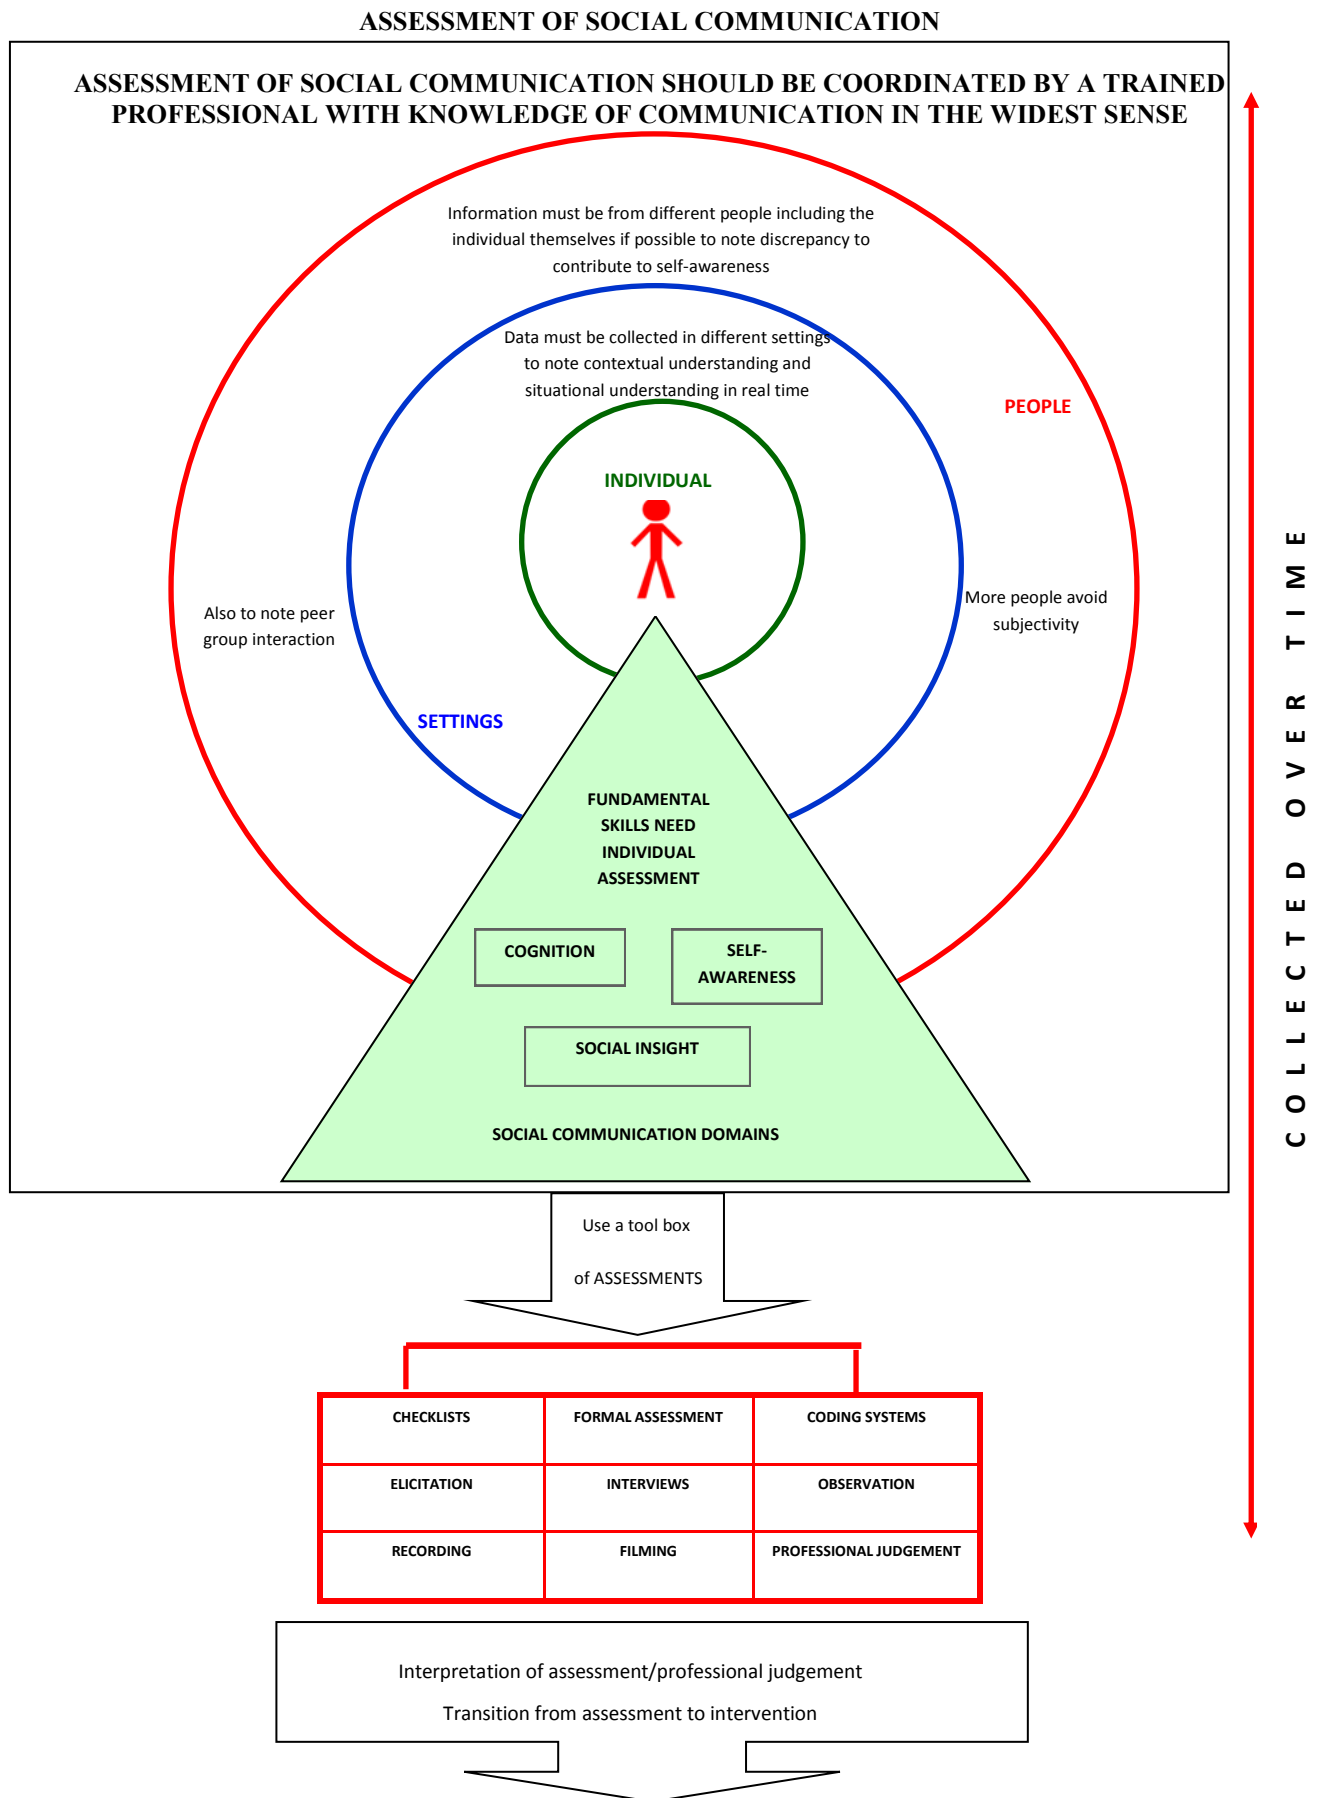 ASSESSMENT OF SOCIAL COMMUNICATION
ASSESSMENT OF SOCIAL COMMUNICATION SHOULD BE COORDINATED BY A TRAINED
PROFESSIONAL WITH KNOWLEDGE OF COMMUNICATION IN THE WIDEST SENSE
Information must be from different people including the
individual themselves if possible to note discrepancy to
contribute to self-awareness
Data must be collected in different settings
to note contextual understanding and
situational understanding in real time
PEOPLE
INDIVIDUAL
Also to note peer
group interaction
More people avoid
subjectivity
SETTINGS
FUNDAMENTAL
SKILLS NEED
INDIVIDUAL
ASSESSMENT
COGNITION
SELF-
AWARENESS
SOCIAL INSIGHT
SOCIAL COMMUNICATION DOMAINS
COLLECTED OVER TIME
Use a tool box
of ASSESSMENTS
CHECKLISTS
FORMAL ASSESSMENT
CODING SYSTEMS
ELICITATION
INTERVIEWS
OBSERVATION
RECORDING
FILMING
PROFESSIONAL JUDGEMENT
Interpretation of assessment/professional judgement
Transition from assessment to intervention